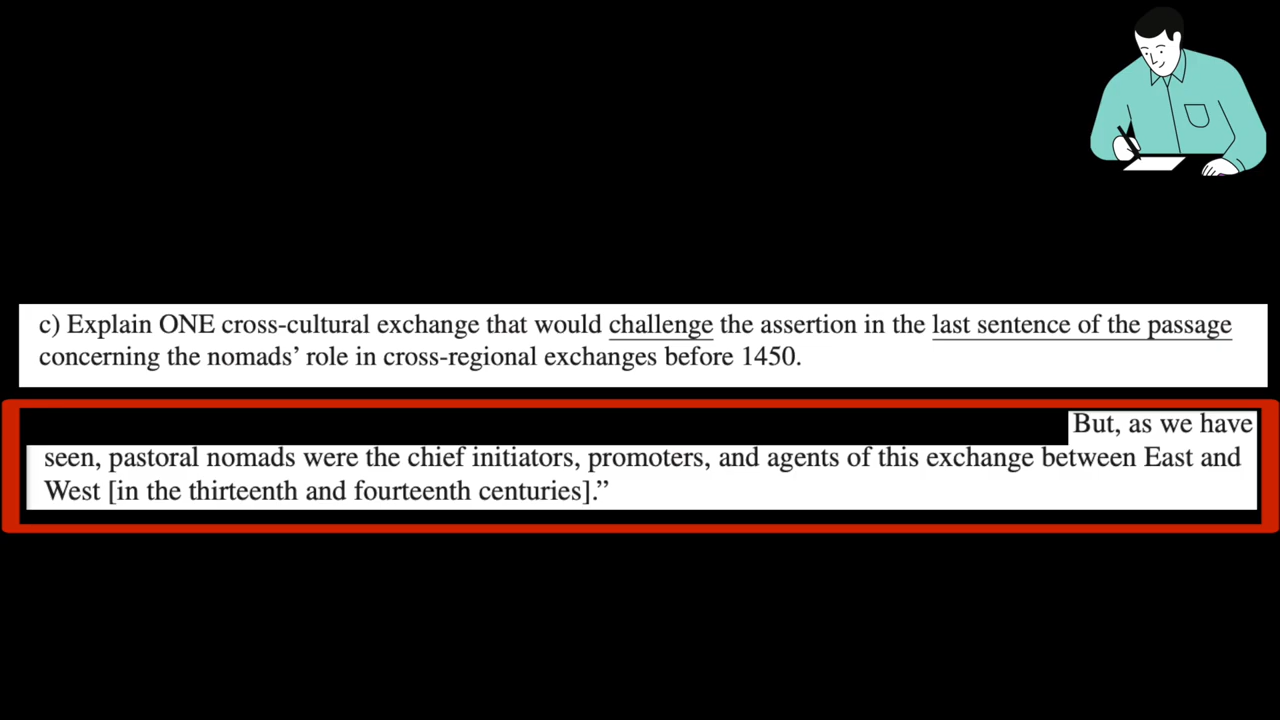 c) Explain ONE cross-cultural exchange that would challenge the assertion in the last sentence of the passage
concerning the nomads’ role in cross-regional exchanges before 1450.
But, as we have
seen, pastoral nomads were the chief initiators, promoters, and agents of this exchange between East and
West [in the thirteenth and fourteenth centuries].”